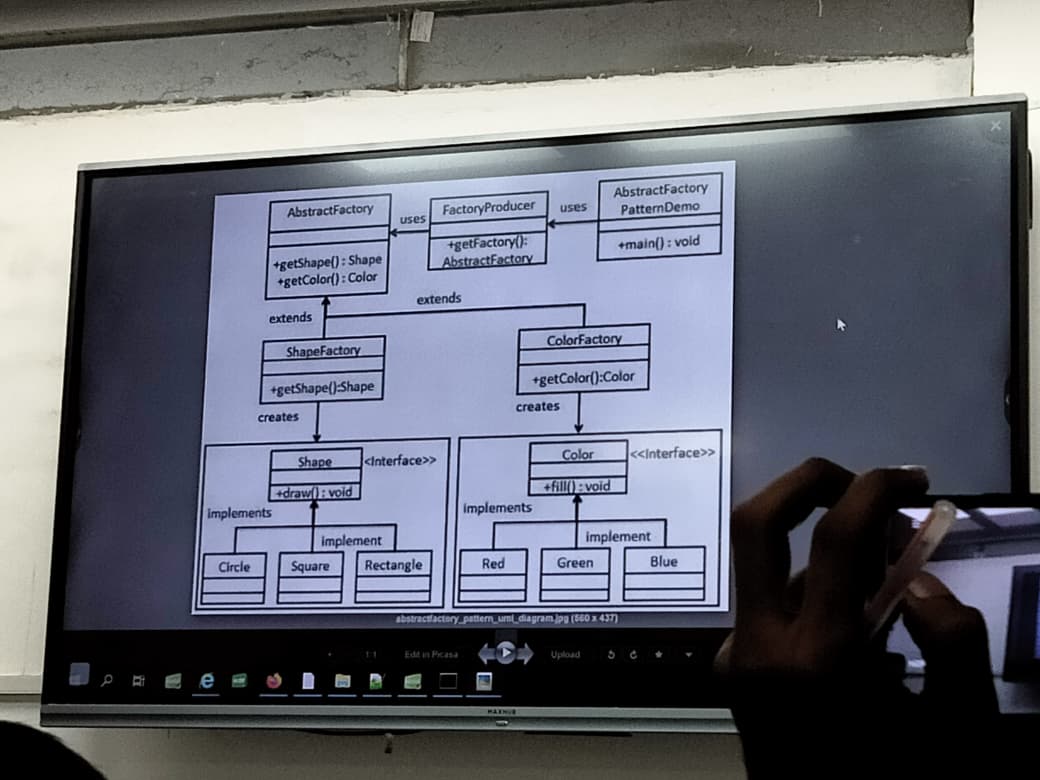 AbstractFactory
+getShape() : Shape
+getColor() : Color
uses
FactoryProducer
+getFactory():
AbstractFactory
uses
AbstractFactory
PatternDemo
+main() : void
extends
extends
ShapeFactory
+getShape():Shape
ColorFactory
+getColor():Color
creates
creates
Shape
<Interface>>
+draw() : void
Color
<<Interface>>
+fill() : void
implements
implement
Circle
Square
Rectangle
implements
implement
Red
Green
Blue
abstractfactory_pattern_uml_diagram.jpg (560 x 437)
1:1
Edit in Picasa
Upload
MAXHUB